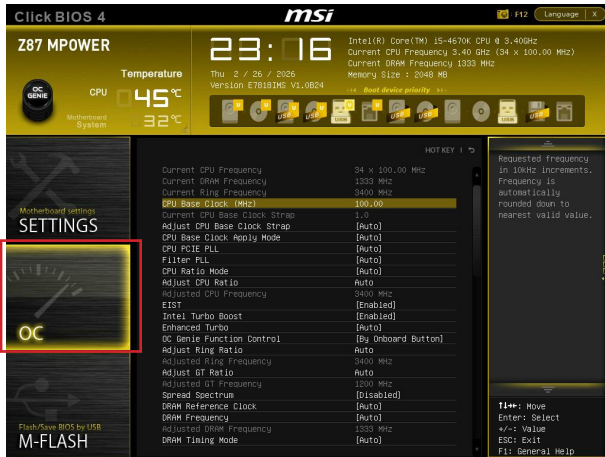 Click BIOS 4
msi
F12
Language
X
Z87 MPOWER
OC
GENIE
Temperature
CPU 45°C
Motherboard
System 32°C
23:16
Thu 2 / 26 / 2026
Version E7818IMS V1.0B24
Intel(R) Core(TM) i5-4670K CPU @ 3.40GHz
Current CPU Frequency 3.40 GHz (34 x 100.00 MHz)
Current DRAM Frequency 1333 MHz
Memory Size : 2048 MB
Boot device priority
U U USB USB U U USB USB U USB USB
Motherboard settings
SETTINGS
OC
Flash/Save BIOS by USB
M-FLASH
HOT KEY |
Current CPU Frequency 34 x 100.00 MHz
Current DRAM Frequency 1333 MHz
Current Ring Frequency 3400 MHz
CPU Base Clock (MHz) 100.00
Current CPU Base Clock Strap 1.0
Adjust CPU Base Clock Strap [Auto]
CPU Base Clock Apply Mode [Auto]
CPU PCIE PLL [Auto]
Filter PLL [Auto]
CPU Ratio Mode [Auto]
Adjust CPU Ratio Auto
Adjusted CPU Frequency 3400 MHz
EIST [Enabled]
Intel Turbo Boost [Enabled]
Enhanced Turbo [Auto]
OC Genie Function Control [By Onboard Button]
Adjust Ring Ratio Auto
Adjusted Ring Frequency 3400 MHz
Adjust GT Ratio Auto
Adjusted GT Frequency 1200 MHz
Spread Spectrum [Disabled]
DRAM Reference Clock [Auto]
DRAM Frequency [Auto]
Adjusted DRAM Frequency 1333 MHz
DRAM Timing Mode [Auto]
Requested frequency
in 10kHz increments.
Frequency is
automatically
rounded down to
nearest valid value.
↑↓→←: Move
Enter: Select
+/-: Value
ESC: Exit
F1: General Help